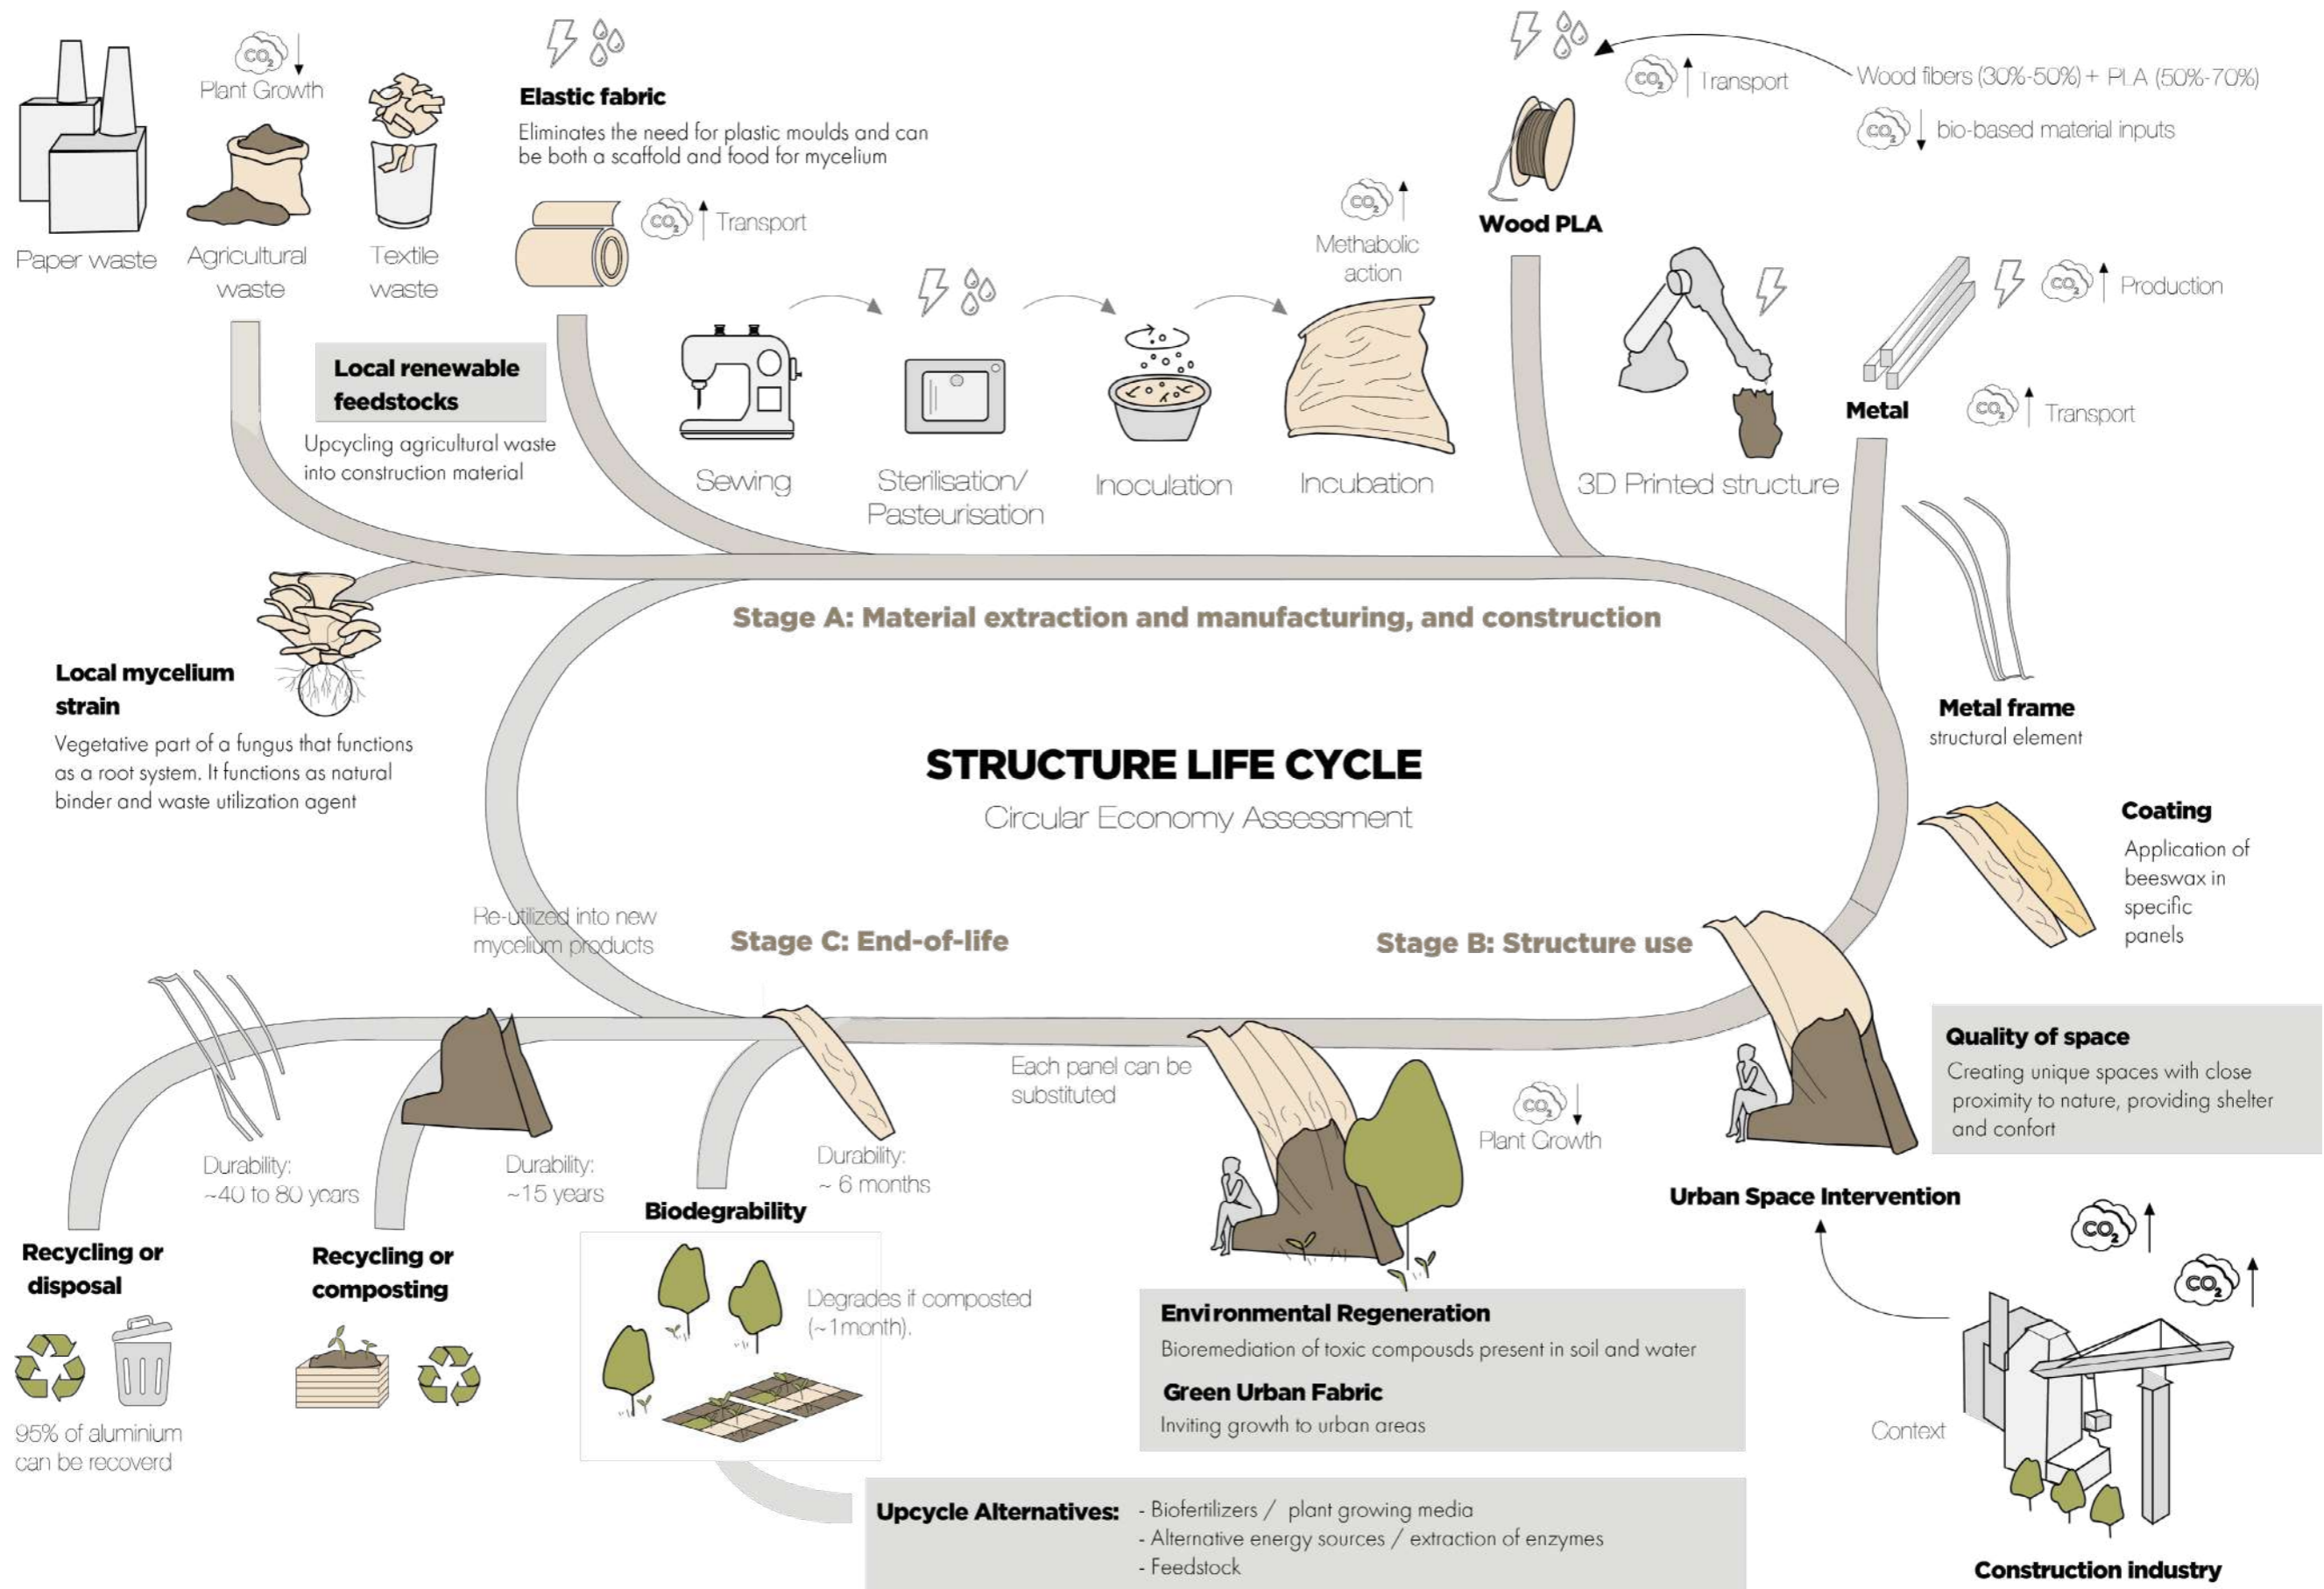 CO2
Plant Growth
Paper waste
Agricultural
waste
Textile
waste
Elastic fabric
Eliminates the need for plastic moulds and can
be both a scaffold and food for mycelium
CO2 Transport
Local renewable
feedstocks
Upcycling agricultural waste
into construction material
Sewing
Sterilisation/
Pasteurisation
Inoculation
CO2
Methabolic
action
Incubation
Wood PLA
CO2 Transport
Wood fibers (30%-50%) + PLA (50%-70%)
CO2 bio-based material inputs
3D Printed structure
CO2 Production
Metal
CO2 Transport
Stage A: Material extraction and manufacturing, and construction
Local mycelium
strain
Vegetative part of a fungus that functions
as a root system. It functions as natural
binder and waste utilization agent
STRUCTURE LIFE CYCLE
Circular Economy Assessment
Metal frame
structural element
Coating
Application of
beeswax in
specific
panels
Re-utilized into new
mycelium products
Stage C: End-of-life
Stage B: Structure use
Quality of space
Creating unique spaces with close
proximity to nature, providing shelter
and confort
Each panel can be
substituted
CO2
Plant Growth
Durability:
~40 to 80 years
Durability:
~15 years
Durability:
~ 6 months
Urban Space Intervention
Biodegrability
Recycling or
disposal
Recycling or
composting
Degrades if composted
(~1month).
95% of aluminium
can be recoverd
Environmental Regeneration
Bioremediation of toxic compousds present in soil and water
Green Urban Fabric
Inviting growth to urban areas
CO2
CO2
Context
Construction industry
Upcycle Alternatives:
- Biofertilizers / plant growing media
- Alternative energy sources / extraction of enzymes
- Feedstock